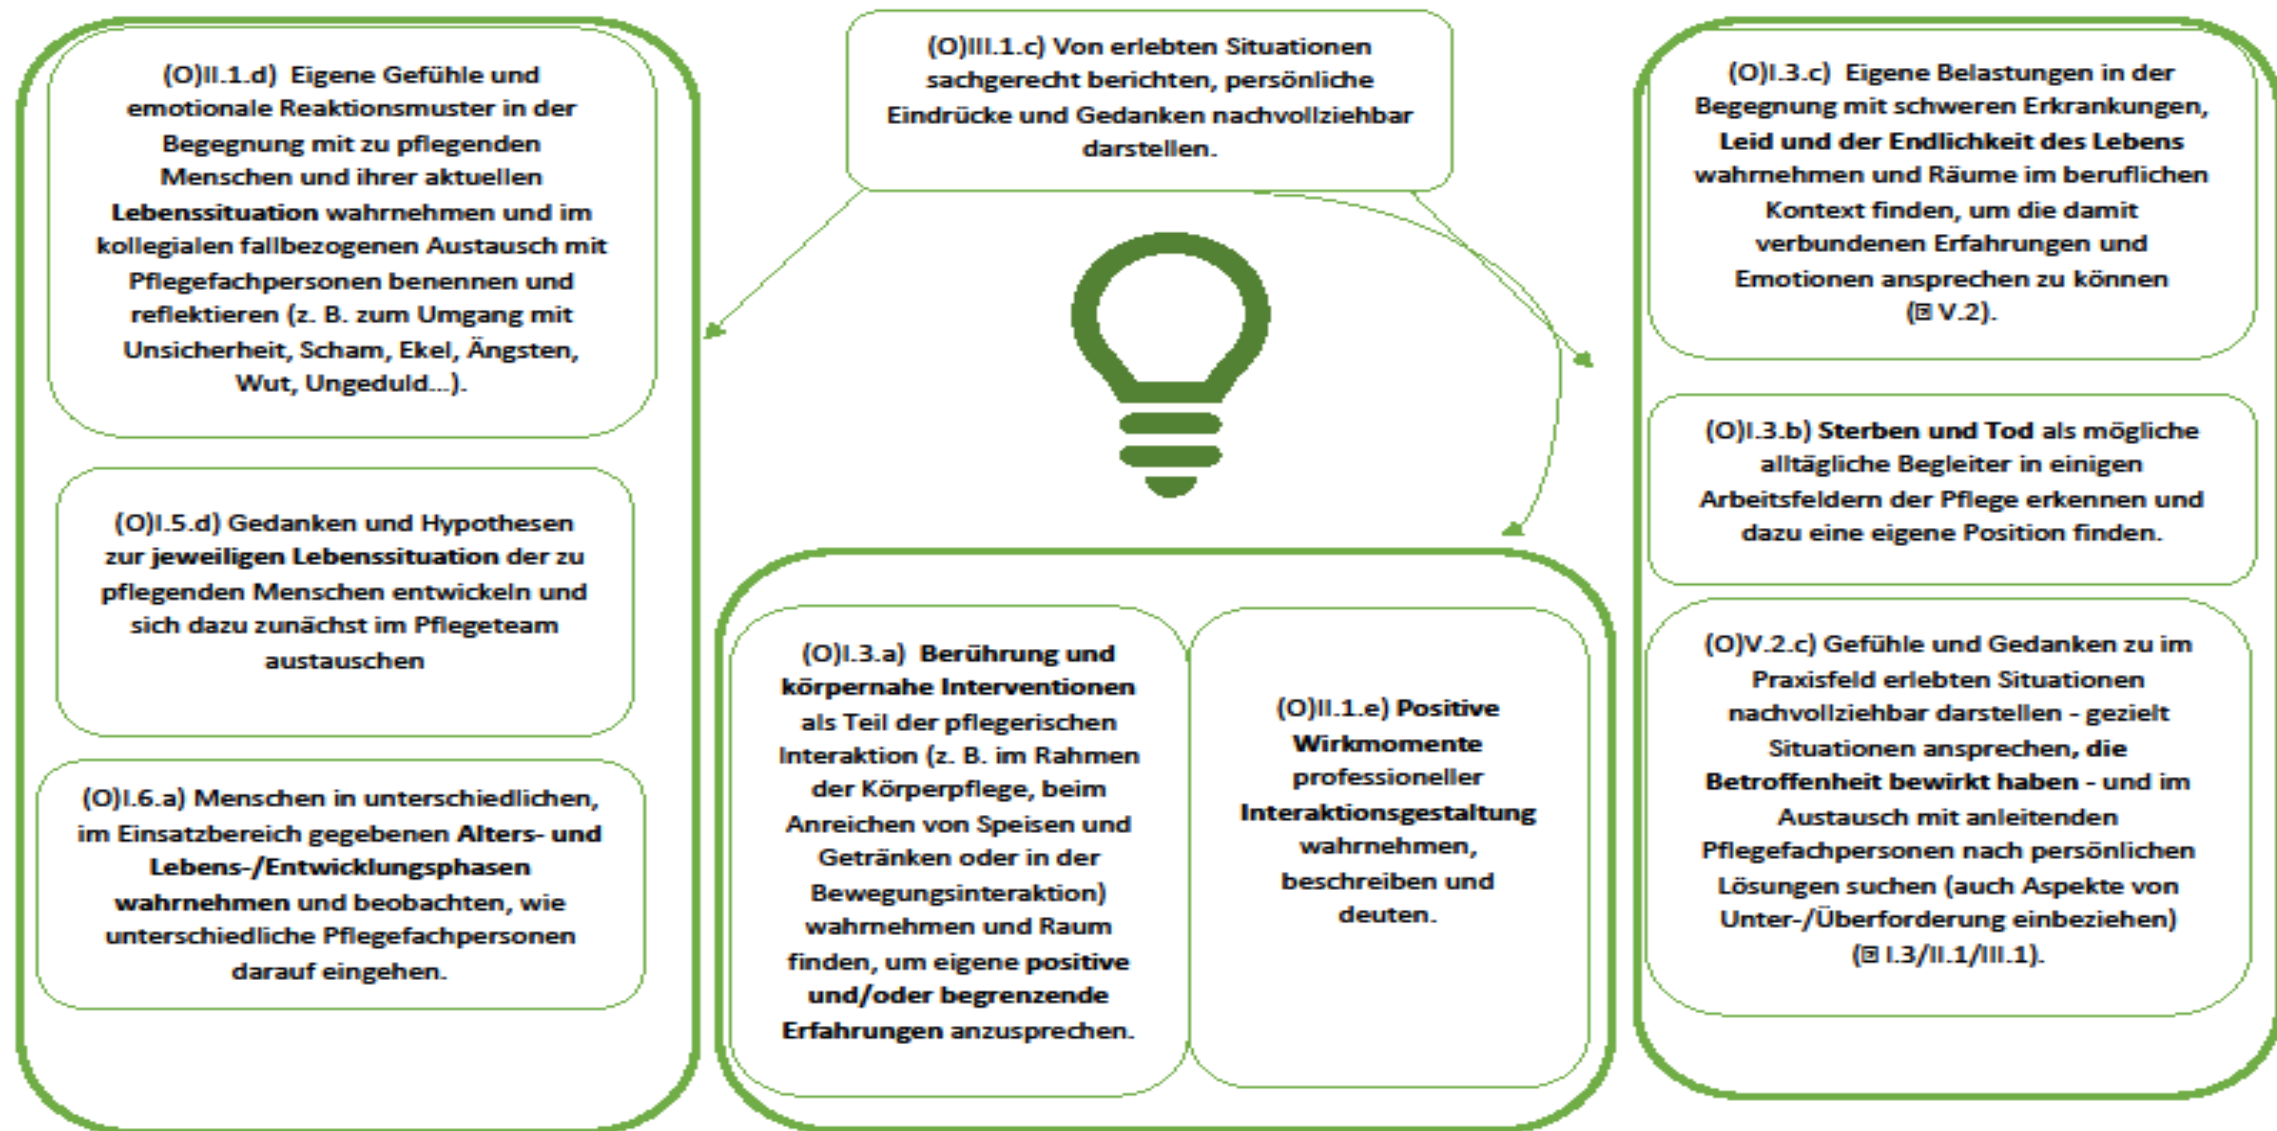 (O)II.1.d) Eigene Gefühle und
emotionale Reaktionsmuster in der
Begegnung mit zu pflegenden
Menschen und ihrer aktuellen
Lebenssituation wahrnehmen und im
kollegialen fallbezogenen Austausch mit
Pflegefachpersonen benennen und
reflektieren (z. B. zum Umgang mit
Unsicherheit, Scham, Ekel, Ängsten,
Wut, Ungeduld...).
(O)I.5.d) Gedanken und Hypothesen
zur jeweiligen Lebenssituation der zu
pflegenden Menschen entwickeln und
sich dazu zunächst im Pflegeteam
austauschen
(O)I.6.a) Menschen in unterschiedlichen,
im Einsatzbereich gegebenen Alters- und
Lebens-/Entwicklungsphasen
wahrnehmen und beobachten, wie
unterschiedliche Pflegefachpersonen
darauf eingehen.
(O)III.1.c) Von erlebten Situationen
sachgerecht berichten, persönliche
Eindrücke und Gedanken nachvollziehbar
darstellen.
(O)I.3.a) Berührung und
körpernahe Interventionen
als Teil der pflegerischen
Interaktion (z. B. im Rahmen
der Körperpflege, beim
Anreichen von Speisen und
Getränken oder in der
Bewegungsinteraktion)
wahrnehmen und Raum
finden, um eigene positive
und/oder begrenzende
Erfahrungen anzusprechen.
(O)II.1.e) Positive
Wirkmomente
professioneller
Interaktionsgestaltung
wahrnehmen,
beschreiben und
deuten.
(O)I.3.c) Eigene Belastungen in der
Begegnung mit schweren Erkrankungen,
Leid und der Endlichkeit des Lebens
wahrnehmen und Räume im beruflichen
Kontext finden, um die damit
verbundenen Erfahrungen und
Emotionen ansprechen zu können
(⍰ V.2).
(O)I.3.b) Sterben und Tod als mögliche
alltägliche Begleiter in einigen
Arbeitsfeldern der Pflege erkennen und
dazu eine eigene Position finden.
(O)V.2.c) Gefühle und Gedanken zu im
Praxisfeld erlebten Situationen
nachvollziehbar darstellen - gezielt
Situationen ansprechen, die
Betroffenheit bewirkt haben - und im
Austausch mit anleitenden
Pflegefachpersonen nach persönlichen
Lösungen suchen (auch Aspekte von
Unter-/Überforderung einbeziehen)
(⍰ I.3/II.1/III.1).